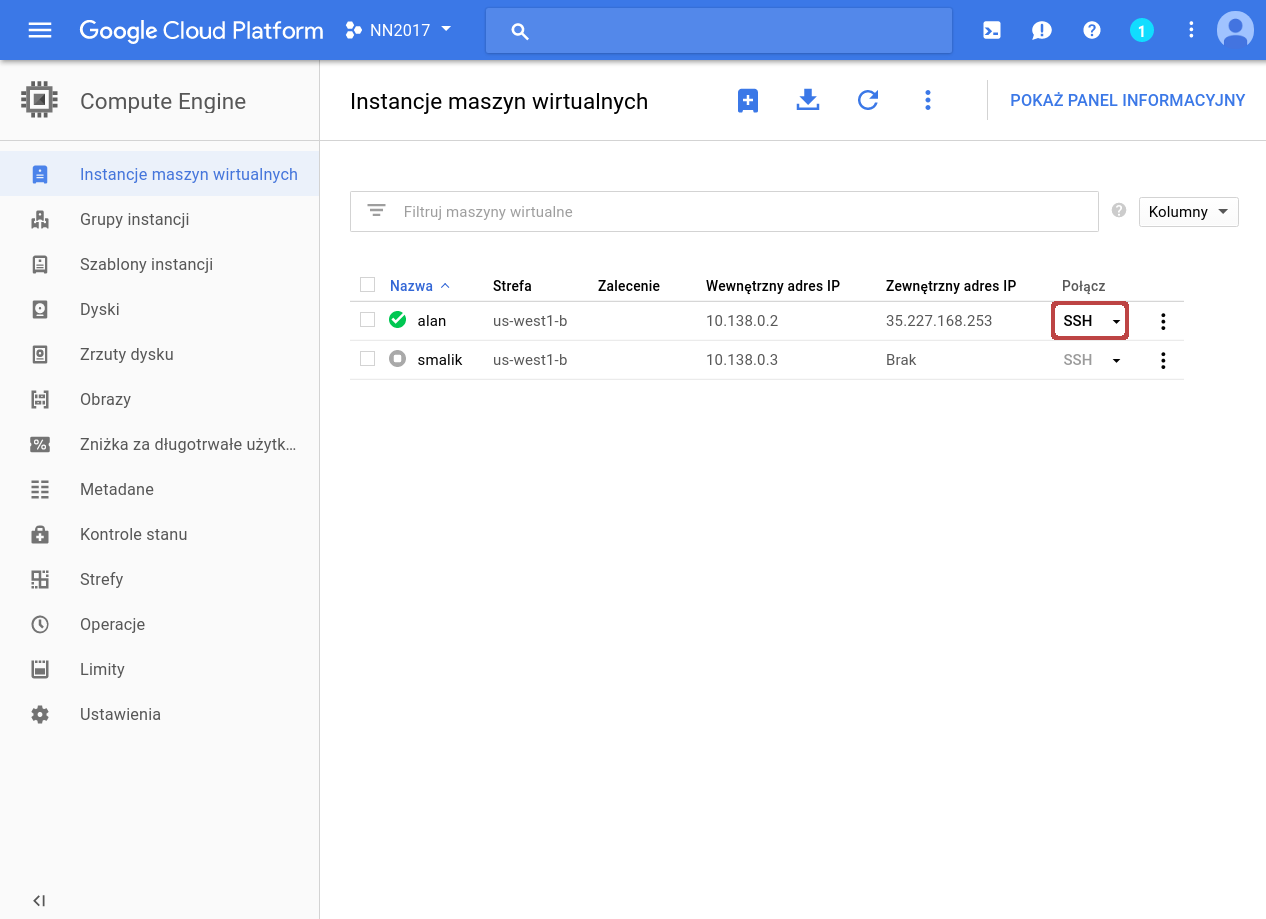 Google Cloud Platform NN2017 1
Compute Engine
Instancje maszyn wirtualnych
POKAŻ PANEL INFORMACYJNY
Instancje maszyn wirtualnych
Grupy instancji
Szablony instancji
Dyski
Zrzuty dysku
Obrazy
Zniżka za długotrwałe użytk...
Metadane
Kontrole stanu
Strefy
Operacje
Limity
Ustawienia
Filtruj maszyny wirtualne
Kolumny
Nazwa Strefa Zalecenie Wewnętrzny adres IP Zewnętrzny adres IP Połącz
alan us-west1-b 10.138.0.2 35.227.168.253 SSH
smalik us-west1-b 10.138.0.3 Brak SSH